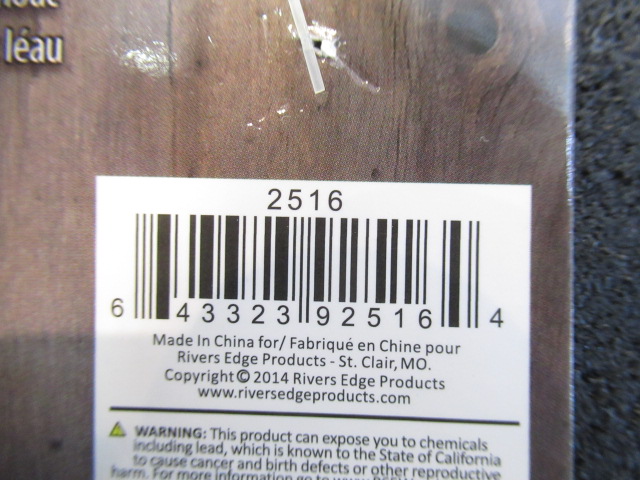 léau
2516
6 43323 92516 4
Made In China for/ Fabriqué en Chine pour
Rivers Edge Products - St. Clair, MO.
Copyright © 2014 Rivers Edge Products
www.riversedgeproducts.com
WARNING: This product can expose you to chemicals
including lead, which is known to the State of California
to cause cancer and birth defects or other reproductive
harm. For more information go to